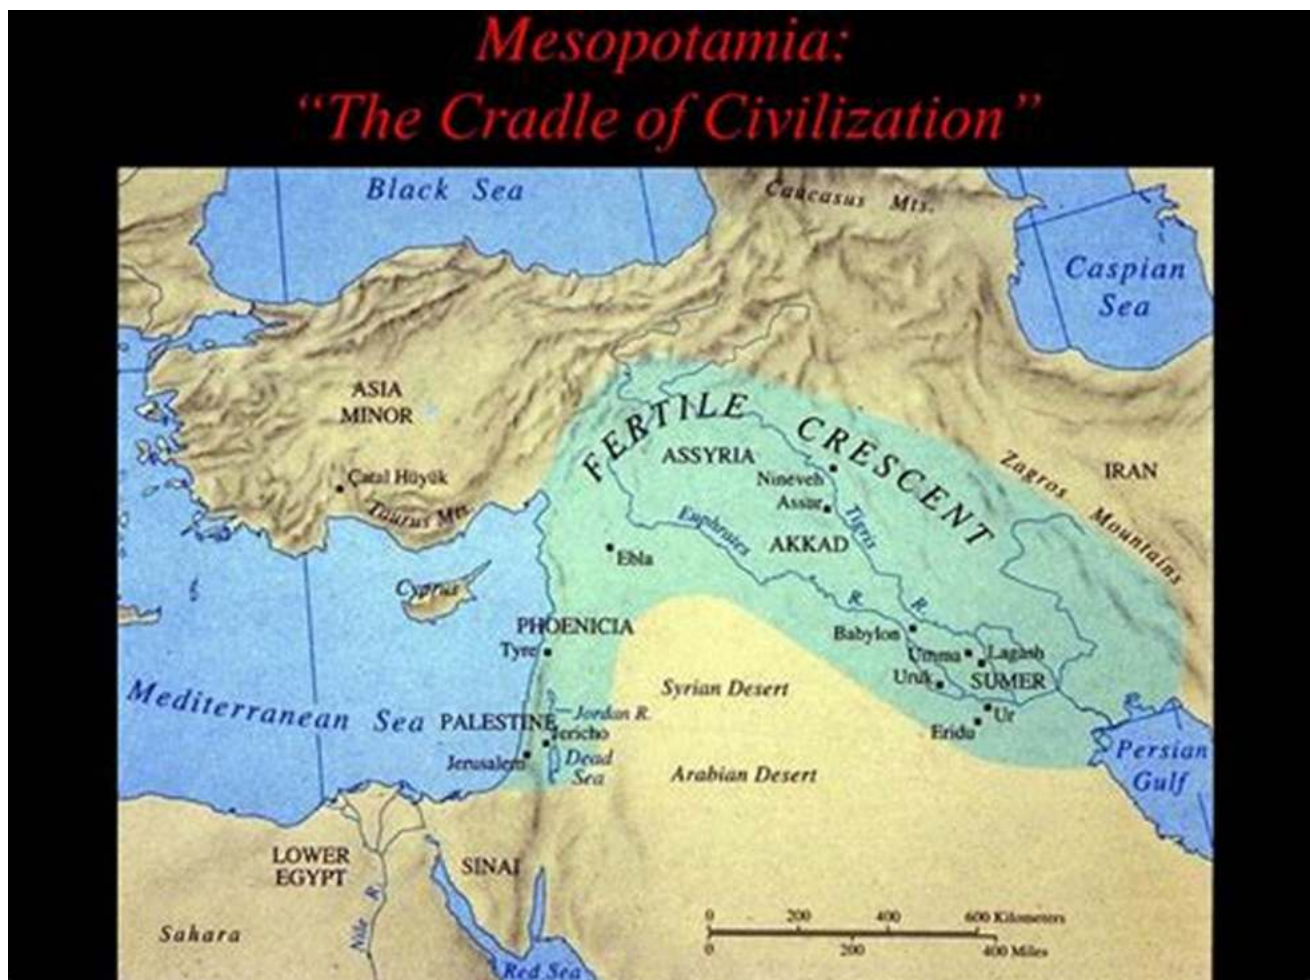 Mesopotamia:
“The Cradle of Civilization”
Black Sea
Caucasus Mts.
Caspian
Sea
ASIA
MINOR
FERTILE CRESCENT
ASSYRIA
Zagros Mountains
IRAN
Catal Hüyük
Nineveh
Taurus Mts.
Assur
Euphrates R.
Tigris R.
AKKAD
Ebla
Cyprus
PHOENICIA
Babylon
Tyre
Umma
Lagash
Uruk
SUMER
Syrian Desert
Mediterranean Sea
PALESTINE
Jordan R.
Ur
Jericho
Eridu
Jerusalem
Dead
Sea
Persian
Gulf
Arabian Desert
LOWER
EGYPT
SINAI
Nile R.
Sahara
0 200 400 600 Kilometers
0 200 400 Miles
Red Sea